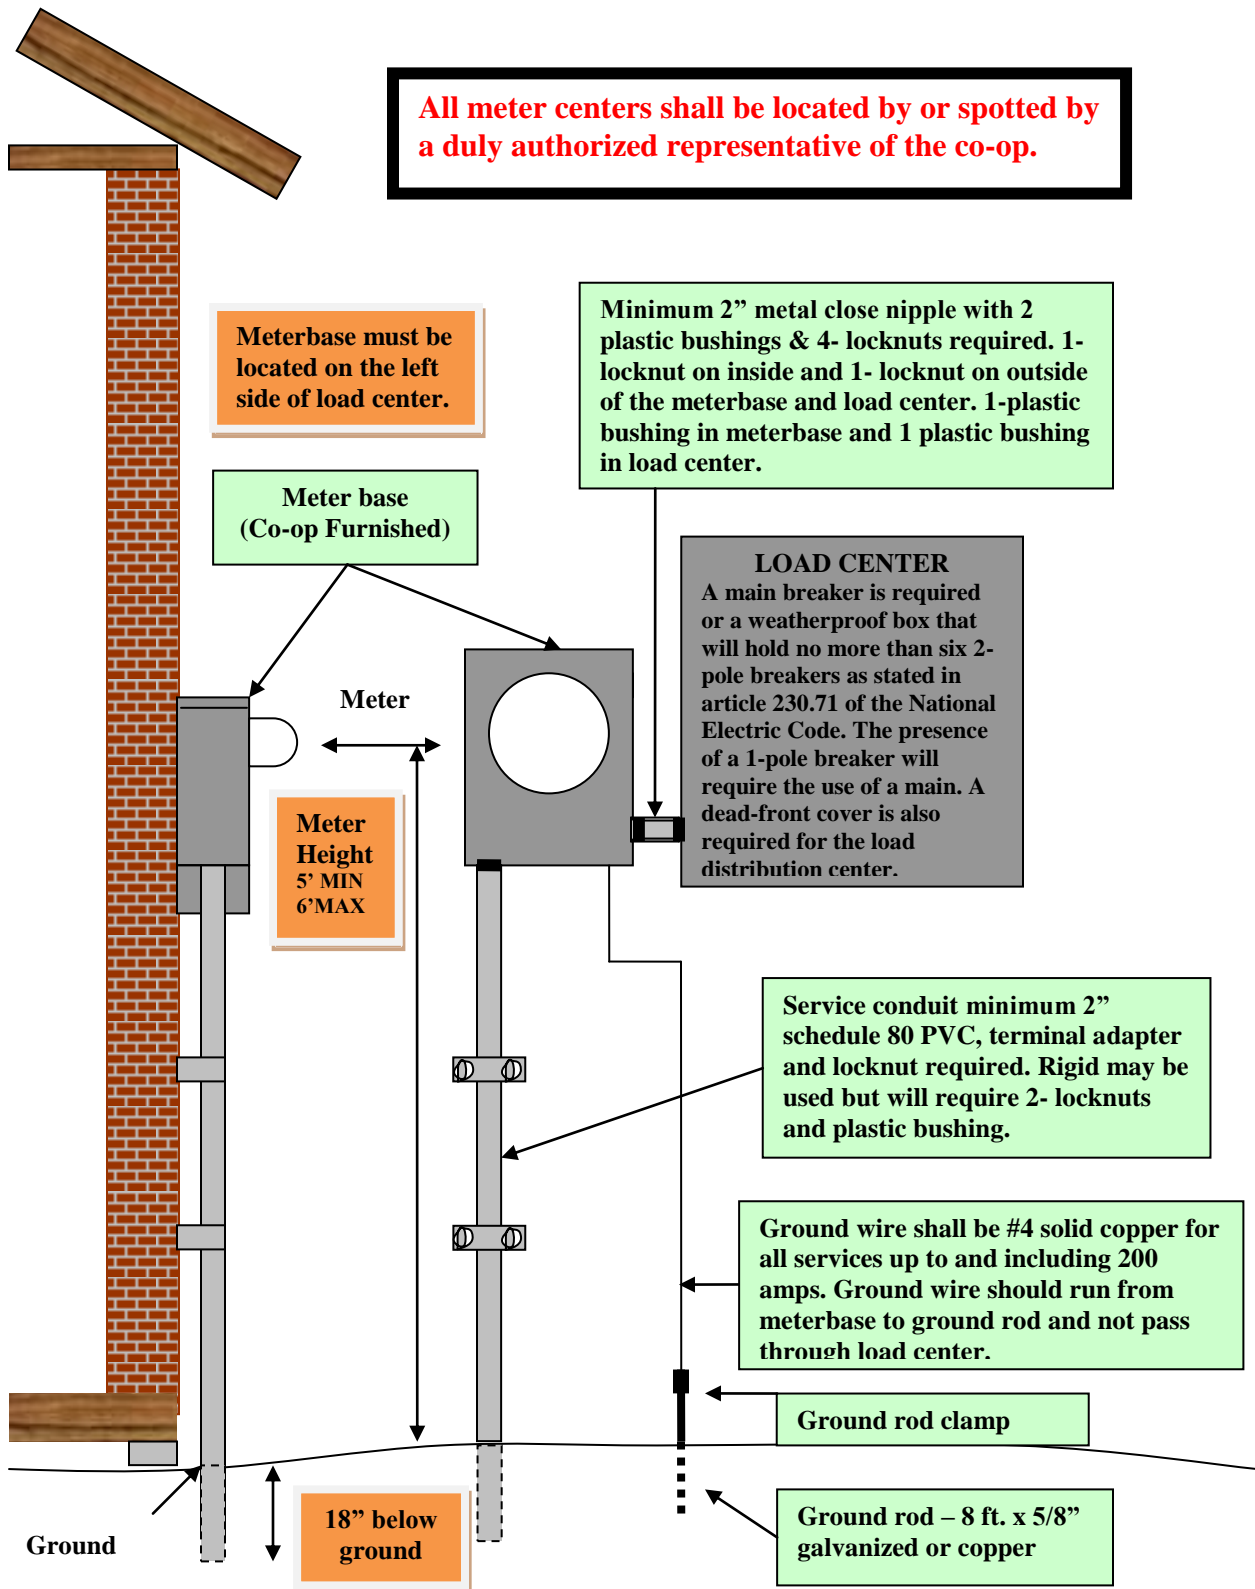 All meter centers shall be located by or spotted by
a duly authorized representative of the co-op.
Meterbase must be
located on the left
side of load center.
Minimum 2” metal close nipple with 2
plastic bushings & 4- locknuts required. 1-
locknut on inside and 1- locknut on outside
of the meterbase and load center. 1-plastic
bushing in meterbase and 1 plastic bushing
in load center.
Meter base
(Co-op Furnished)
LOAD CENTER
A main breaker is required
or a weatherproof box that
will hold no more than six 2-
pole breakers as stated in
article 230.71 of the National
Electric Code. The presence
of a 1-pole breaker will
require the use of a main. A
dead-front cover is also
required for the load
distribution center.
Meter
Meter
Height
5’ MIN
6’MAX
Service conduit minimum 2”
schedule 80 PVC, terminal adapter
and locknut required. Rigid may be
used but will require 2- locknuts
and plastic bushing.
Ground wire shall be #4 solid copper for
all services up to and including 200
amps. Ground wire should run from
meterbase to ground rod and not pass
through load center.
Ground rod clamp
Ground rod – 8 ft. x 5/8”
galvanized or copper
18” below
ground
Ground